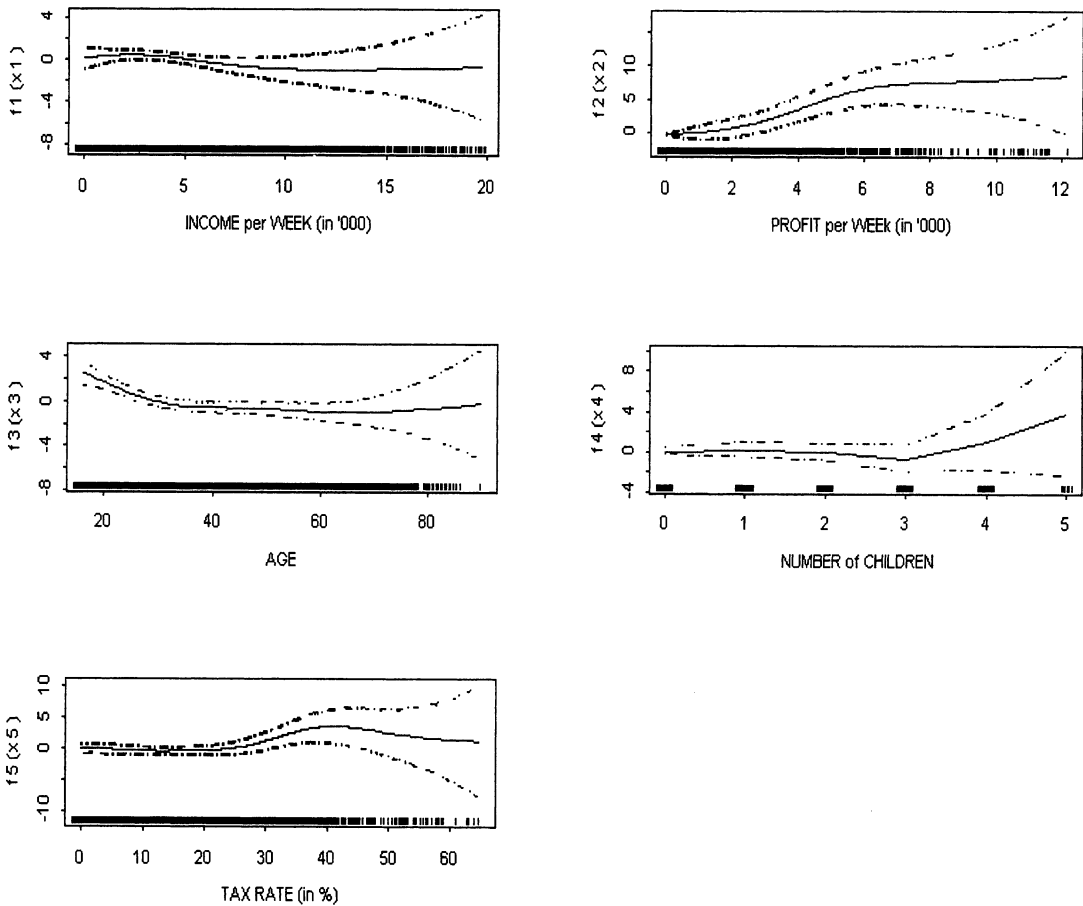 f1 (x1)
4
0
-4
-8
0 5 10 15 20
INCOME per WEEK (in '000)
f2 (x2)
10
5
0
0 2 4 6 8 10 12
PROFIT per WEEk (in '000)
f3 (x3)
4
0
-4
-8
20 40 60 80
AGE
f4 (x4)
8
4
0
-4
0 1 2 3 4 5
NUMBER of CHILDREN
f5 (x5)
10
5
0
-10
0 10 20 30 40 50 60
TAX RATE (in %)